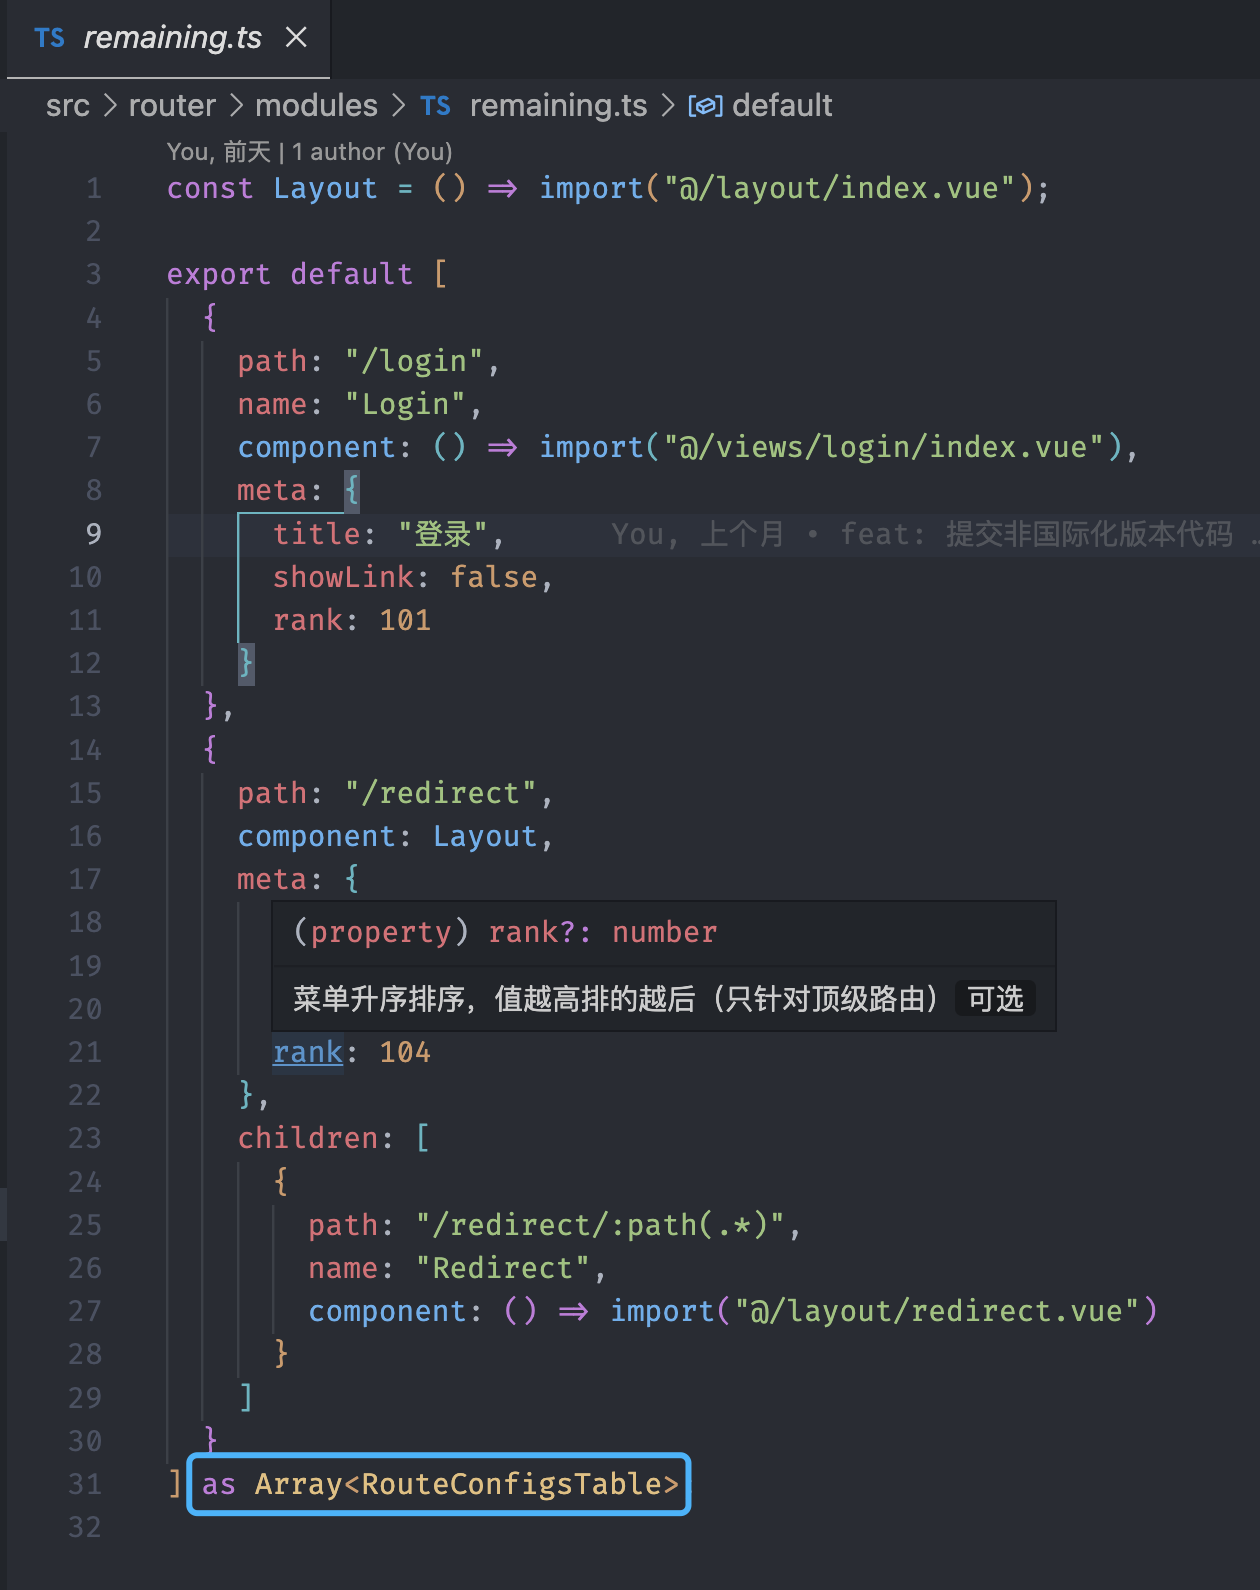 TS remaining.ts ×
src > router > modules > TS remaining.ts > default
You, 前天 | 1 author (You)
1 const Layout = () => import("@/layout/index.vue");
2
3 export default [
4 {
5 path: "/login",
6 name: "Login",
7 component: () => import("@/views/login/index.vue"),
8 meta: {
9 title: "登录", You, 上个月 • feat: 提交非国际化版本代码 …
10 showLink: false,
11 rank: 101
12 }
13 },
14 {
15 path: "/redirect",
16 component: Layout,
17 meta: {
18 (property) rank?: number
19
20 菜单升序排序，值越高排的越后（只针对顶级路由） 可选
21 rank: 104
22 },
23 children: [
24 {
25 path: "/redirect/:path(.*)",
26 name: "Redirect",
27 component: () => import("@/layout/redirect.vue")
28 }
29 ]
30 }
31 ] as Array<RouteConfigsTable>
32